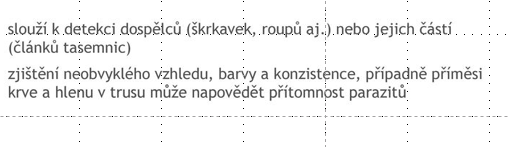 slouží k detekci dospělců (škrkavek, roupů aj.) nebo jejich částí
(článků tasemnic)
zjištění neobvyklého vzhledu, barvy a konzistence, případně příměsi
krve a hlenu v trusu může napovědět přítomnost parazitů